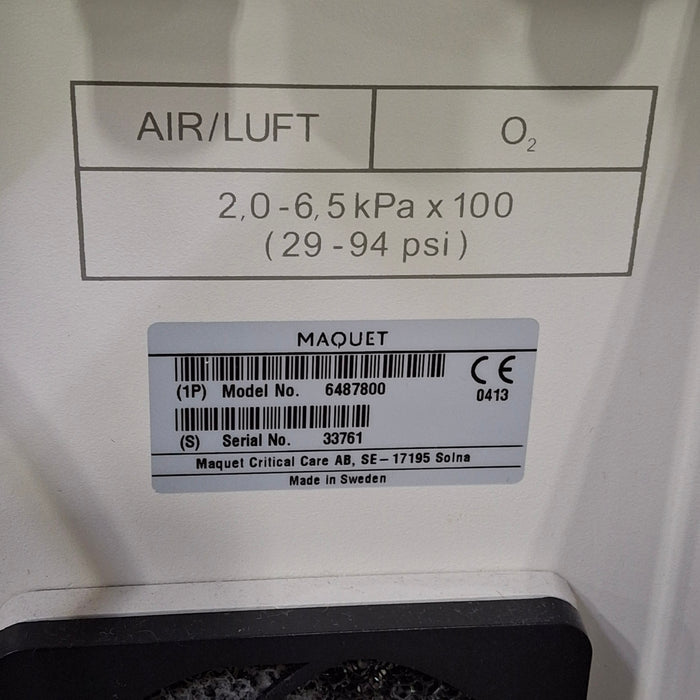 AIR/LUFT O₂
2,0-6,5 kPa x 100
(29-94 psi)
MAQUET
CE
(1P) Model No. 6487800
0413
(S) Serial No. 33761
Maquet Critical Care AB, SE-17195 Solna
Made in Sweden